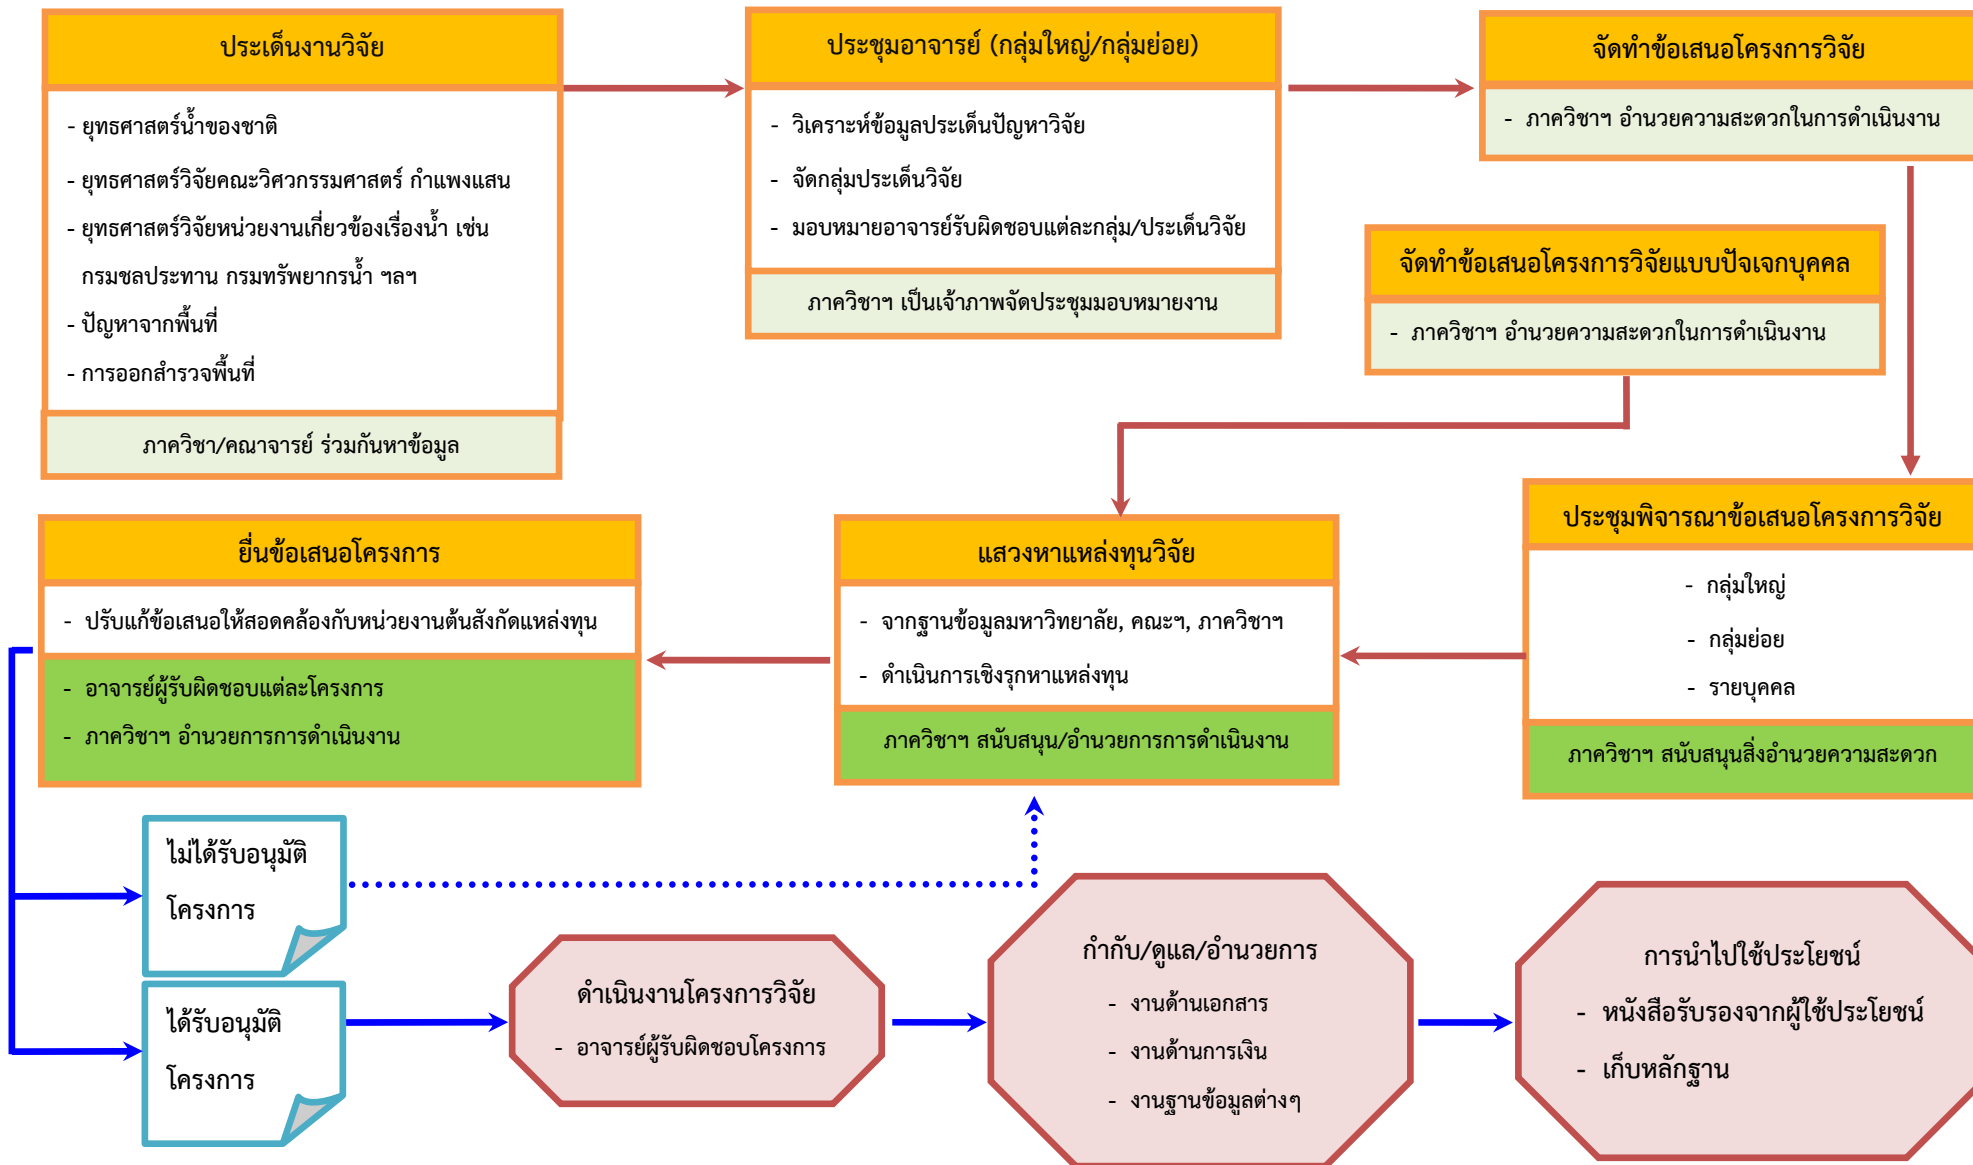 ประเด็นงานวิจัย
- ยุทธศาสตร์น้ำของชาติ
- ยุทธศาสตร์วิจัยคณะวิศวกรรมศาสตร์ กำแพงแสน
- ยุทธศาสตร์วิจัยหน่วยงานเกี่ยวข้องเรื่องน้ำ เช่น
กรมชลประทาน กรมทรัพยากรน้ำ ฯลฯ
- ปัญหาจากพื้นที่
- การออกสำรวจพื้นที่
ภาควิชา/คณาจารย์ ร่วมกันหาข้อมูล
ประชุมอาจารย์ (กลุ่มใหญ่/กลุ่มย่อย)
- วิเคราะห์ข้อมูลประเด็นปัญหาวิจัย
- จัดกลุ่มประเด็นวิจัย
- มอบหมายอาจารย์รับผิดชอบแต่ละกลุ่ม/ประเด็นวิจัย
ภาควิชาฯ เป็นเจ้าภาพจัดประชุมมอบหมายงาน
จัดทำข้อเสนอโครงการวิจัย
- ภาควิชาฯ อำนวยความสะดวกในการดำเนินงาน
จัดทำข้อเสนอโครงการวิจัยแบบปัจเจกบุคคล
- ภาควิชาฯ อำนวยความสะดวกในการดำเนินงาน
ประชุมพิจารณาข้อเสนอโครงการวิจัย
- กลุ่มใหญ่
- กลุ่มย่อย
- รายบุคคล
ภาควิชาฯ สนับสนุนสิ่งอำนวยความสะดวก
แสวงหาแหล่งทุนวิจัย
- จากฐานข้อมูลมหาวิทยาลัย, คณะฯ, ภาควิชาฯ
- ดำเนินการเชิงรุกหาแหล่งทุน
ภาควิชาฯ สนับสนุน/อำนวยการการดำเนินงาน
ยื่นข้อเสนอโครงการ
- ปรับแก้ข้อเสนอให้สอดคล้องกับหน่วยงานต้นสังกัดแหล่งทุน
- อาจารย์ผู้รับผิดชอบแต่ละโครงการ
- ภาควิชาฯ อำนวยการการดำเนินงาน
ไม่ได้รับอนุมัติ
โครงการ
ได้รับอนุมัติ
โครงการ
ดำเนินงานโครงการวิจัย
- อาจารย์ผู้รับผิดชอบโครงการ
กำกับ/ดูแล/อำนวยการ
- งานด้านเอกสาร
- งานด้านการเงิน
- งานฐานข้อมูลต่างๆ
การนำไปใช้ประโยชน์
- หนังสือรับรองจากผู้ใช้ประโยชน์
- เก็บหลักฐาน